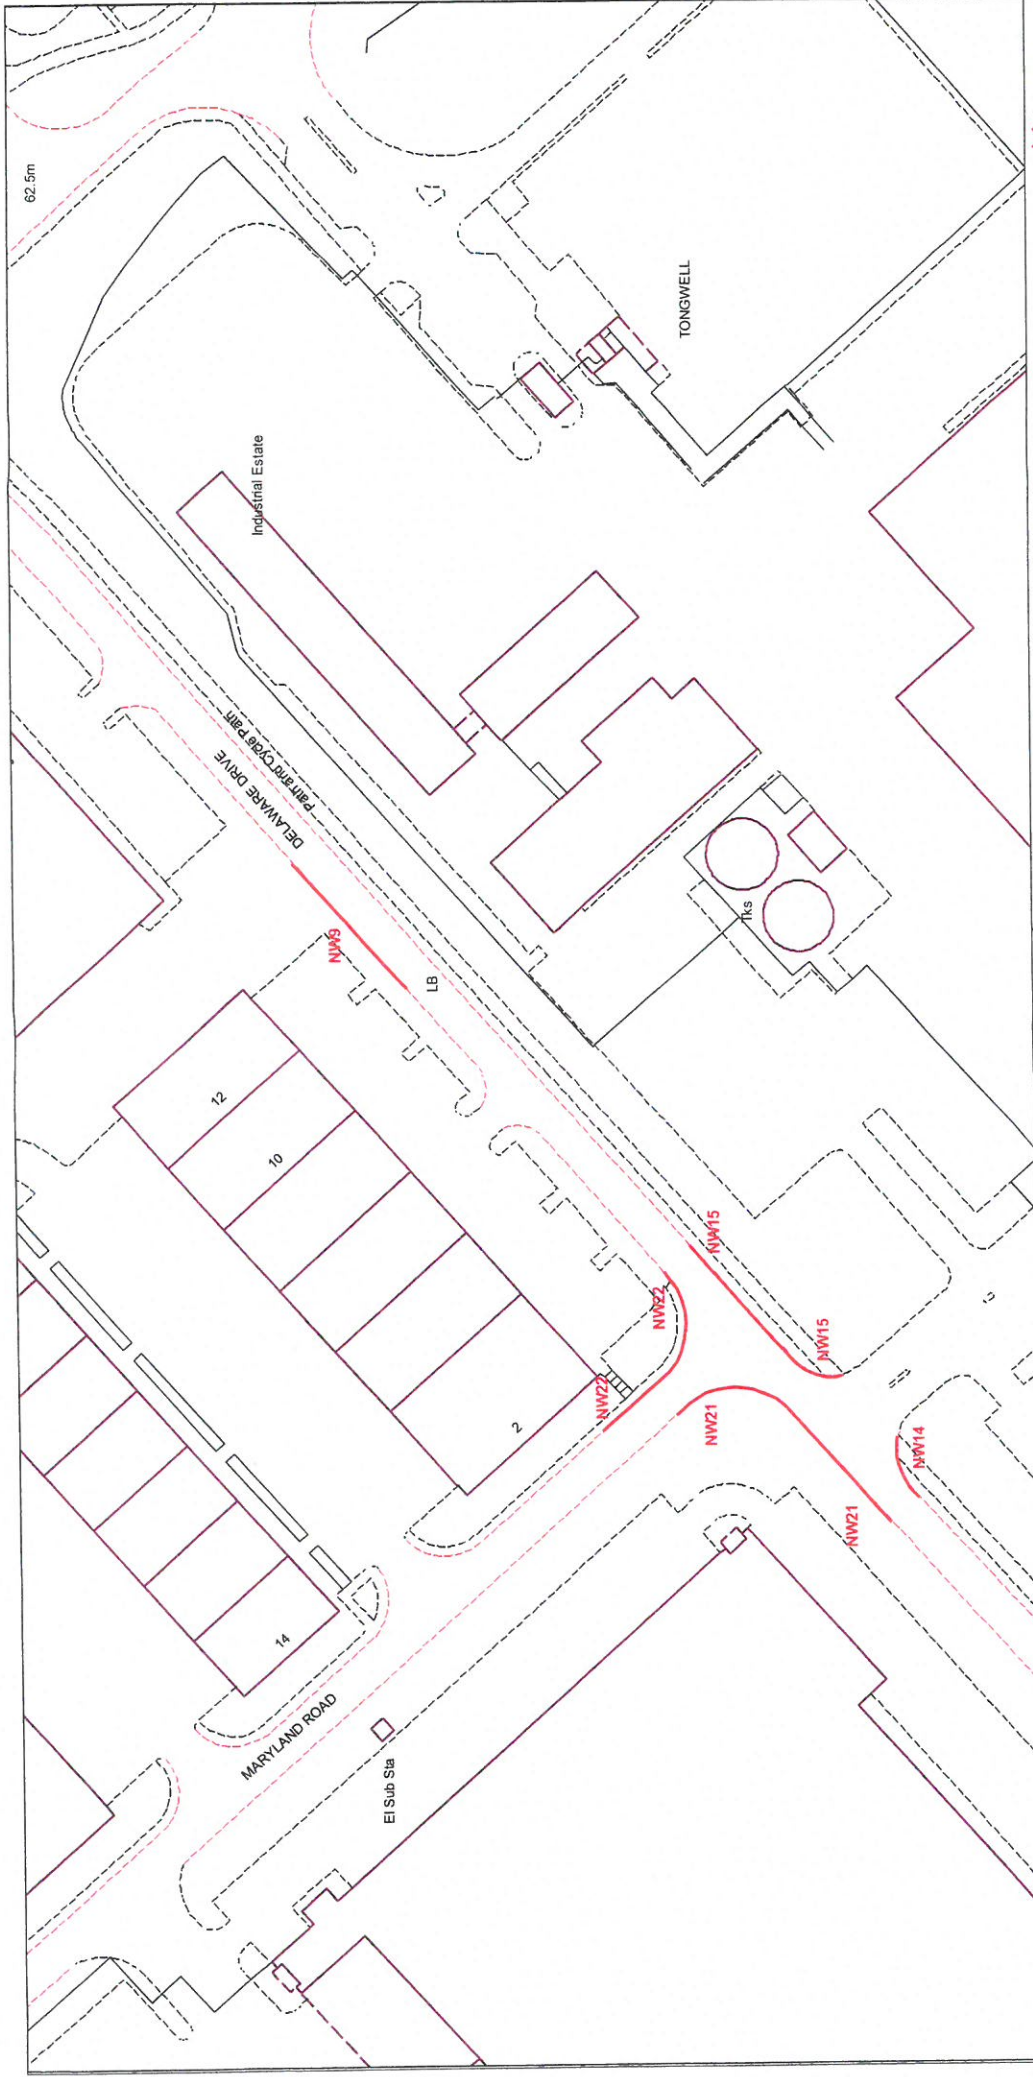 62.5m
TONGWELL
Industrial Estate
Path and Cycle Path
DELAWARE DRIVE
NW9
LB
Tks
12
10
NW15
NW22
NW15
NW22
2
NW21
NW14
NW21
14
MARYLAND ROAD
El Sub Sta